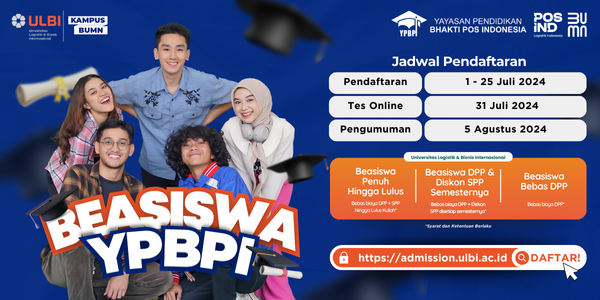 ULBI
Universitas
Logistik & Bisnis
Internasional
KAMPUS
BUMN
YPBPI
YAYASAN PENDIDIKAN
BHAKTI POS INDONESIA
POS
IND
Logistik Indonesia
BUMN
Jadwal Pendaftaran
Pendaftaran 1 - 25 Juli 2024
Tes Online 31 Juli 2024
Pengumuman 5 Agustus 2024
Universitas Logistik & Bisnis Internasional
Beasiswa
Penuh
Hingga Lulus
Bebas biaya DPP + SPP
Hingga Lulus Kuliah*
Beasiswa DPP &
Diskon SPP
Semesternya
Bebas biaya DPP + Diskon
SPP disetiap semesternya*
Beasiswa
Bebas DPP
Bebas biaya DPP*
*Syarat dan Ketentuan Berlaku
BEASISWA
YPBPI
https://admission.ulbi.ac.id
DAFTAR!